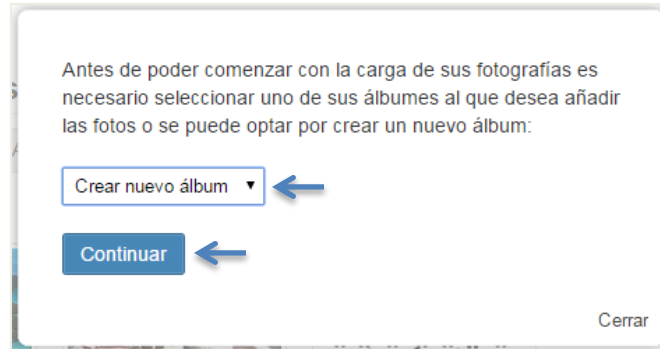 Antes de poder comenzar con la carga de sus fotografías es
necesario seleccionar uno de sus álbumes al que desea añadir
las fotos o se puede optar por crear un nuevo álbum:
Crear nuevo álbum
Continuar
Cerrar